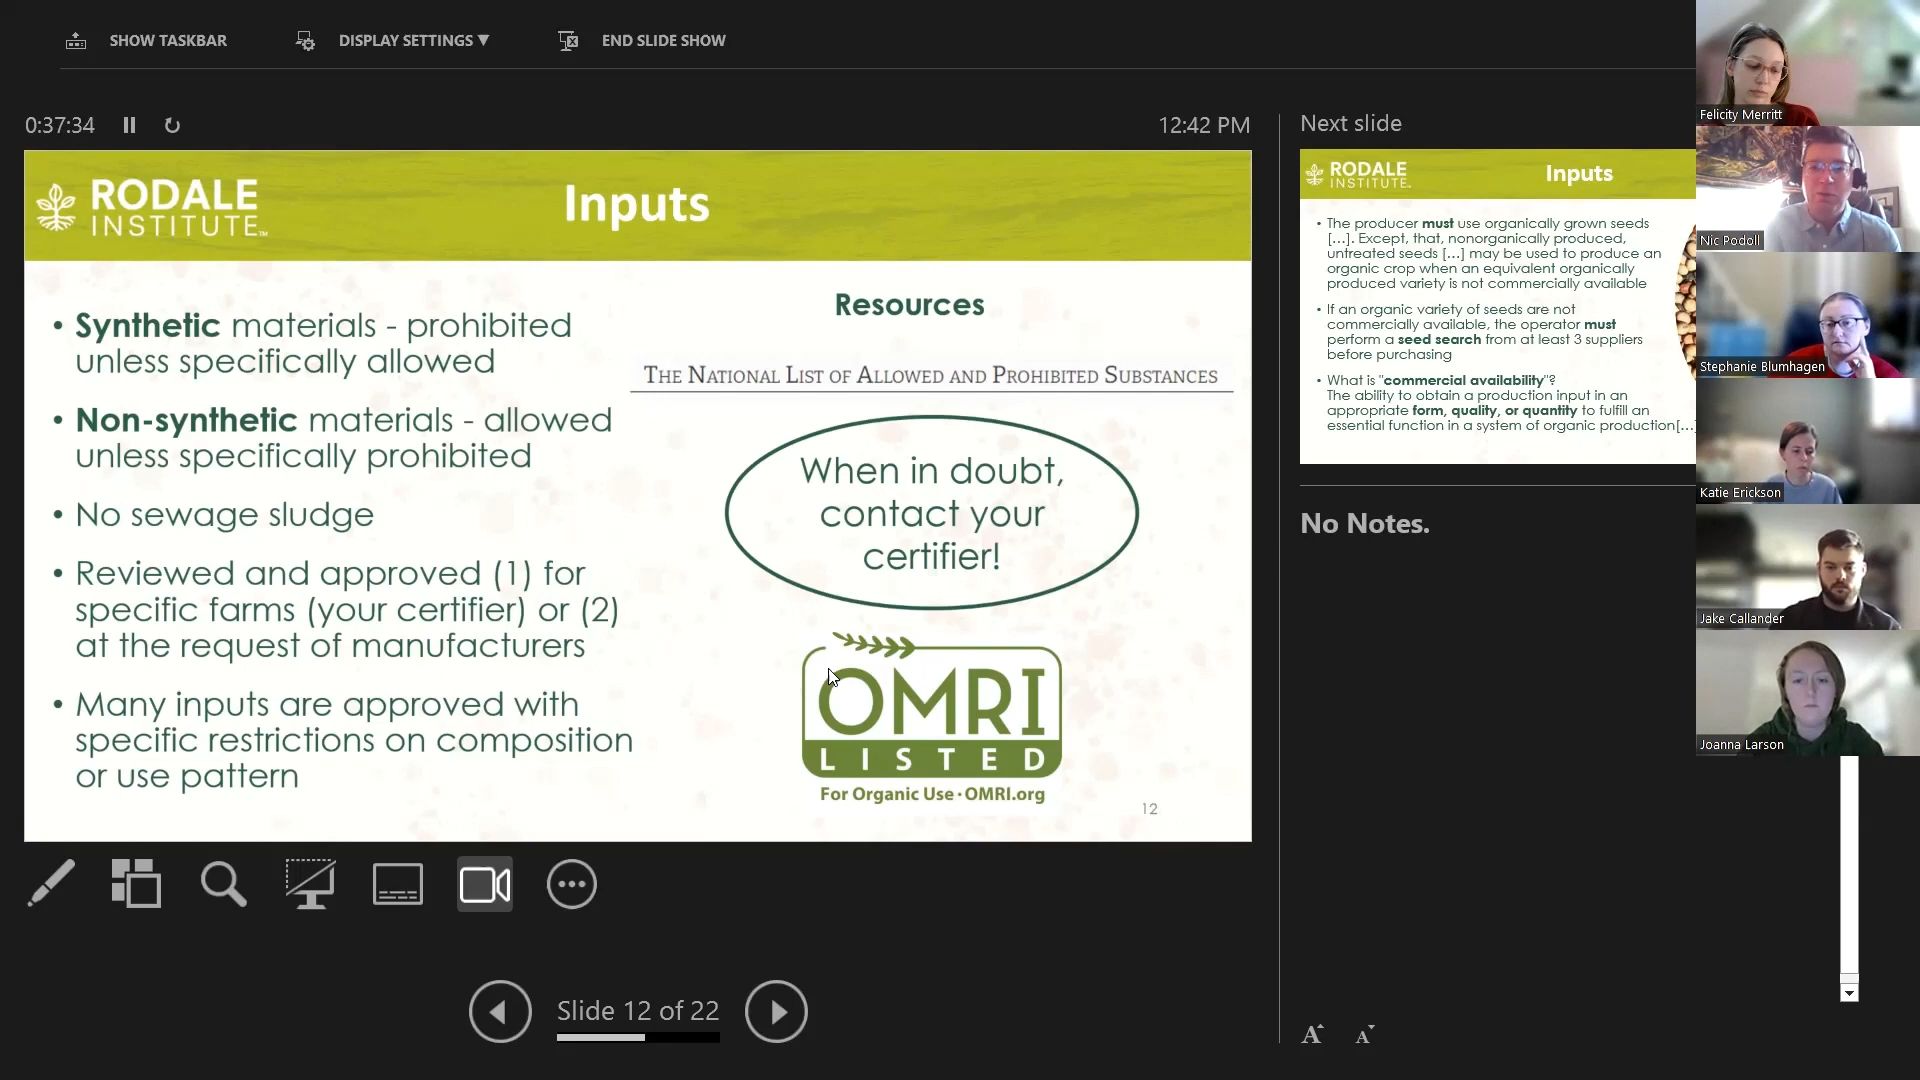 SHOW TASKBAR
DISPLAY SETTINGS ▼
END SLIDE SHOW
0:37:34
12:42 PM
RODALE
INSTITUTE™
Inputs
• Synthetic materials - prohibited
unless specifically allowed
• Non-synthetic materials - allowed
unless specifically prohibited
• No sewage sludge
• Reviewed and approved (1) for
specific farms (your certifier) or (2)
at the request of manufacturers
• Many inputs are approved with
specific restrictions on composition
or use pattern
Resources
THE NATIONAL LIST OF ALLOWED AND PROHIBITED SUBSTANCES
When in doubt,
contact your
certifier!
OMRI
LISTED
For Organic Use · OMRI.org
12
Slide 12 of 22
Next slide
RODALE
INSTITUTE™
Inputs
• The producer must use organically grown seeds
[...]. Except, that, nonorganically produced,
untreated seeds [...] may be used to produce an
organic crop when an equivalent organically
produced variety is not commercially available
• If an organic variety of seeds are not
commercially available, the operator must
perform a seed search from at least 3 suppliers
before purchasing
• What is "commercial availability"?
The ability to obtain a production input in an
appropriate form, quality, or quantity to fulfill an
essential function in a system of organic production[...]
No Notes.
A A
Felicity Merritt
Nic Podoll
Stephanie Blumhagen
Katie Erickson
Jake Callander
Joanna Larson